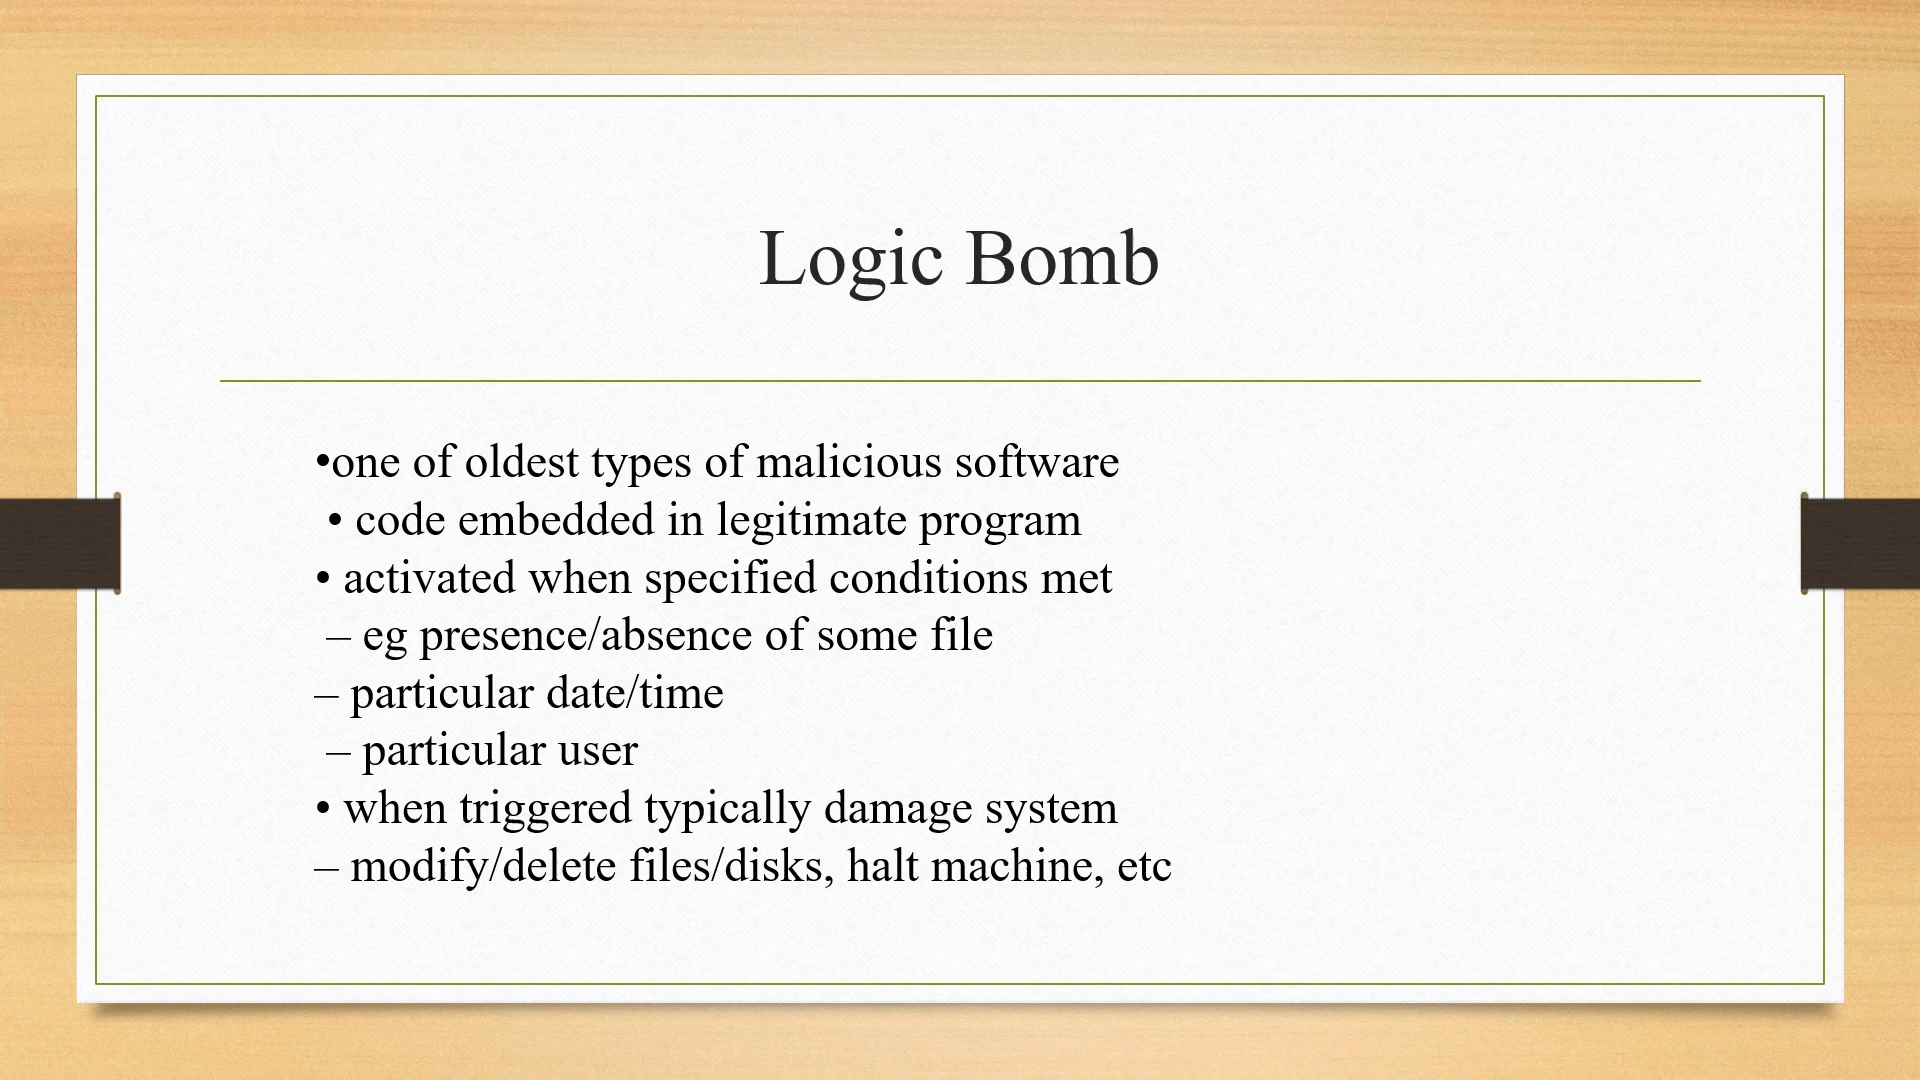 Logic Bomb
•one of oldest types of malicious software
• code embedded in legitimate program
• activated when specified conditions met
– eg presence/absence of some file
– particular date/time
– particular user
• when triggered typically damage system
– modify/delete files/disks, halt machine, etc